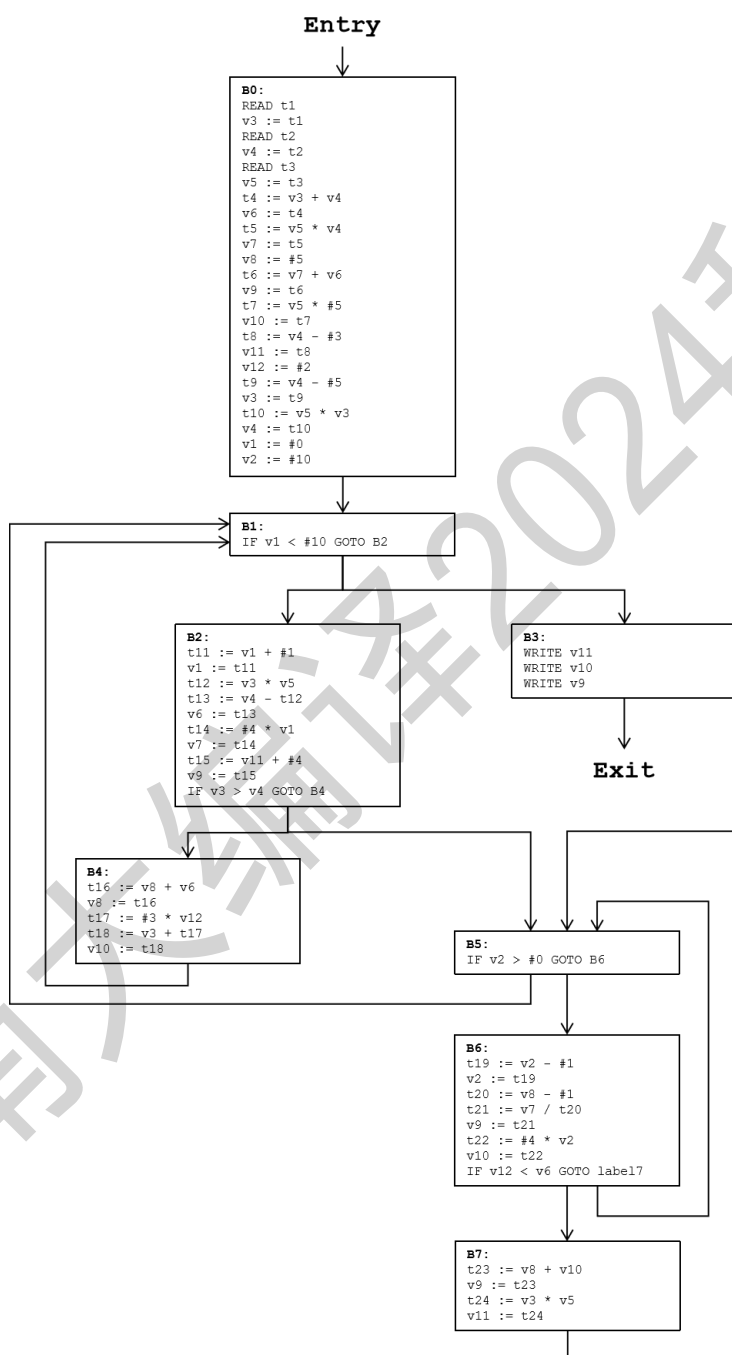 Entry
B0:
READ t1
v3 := t1
READ t2
v4 := t2
READ t3
v5 := t3
t4 := v3 + v4
v6 := t4
t5 := v5 * v4
v7 := t5
v8 := #5
t6 := v7 + v6
v9 := t6
t7 := v5 * #5
v10 := t7
t8 := v4 - #3
v11 := t8
v12 := #2
t9 := v4 - #5
v3 := t9
t10 := v5 * v3
v4 := t10
v1 := #0
v2 := #10
B1:
IF v1 < #10 GOTO B2
B2:
t11 := v1 + #1
v1 := t11
t12 := v3 * v5
t13 := v4 - t12
v6 := t13
t14 := #4 * v1
v7 := t14
t15 := v11 + #4
v9 := t15
IF v3 > v4 GOTO B4
B3:
WRITE v11
WRITE v10
WRITE v9
Exit
B4:
t16 := v8 + v6
v8 := t16
t17 := #3 * v12
t18 := v3 + t17
v10 := t18
B5:
IF v2 > #0 GOTO B6
B6:
t19 := v2 - #1
v2 := t19
t20 := v8 - #1
t21 := v7 / t20
v9 := t21
t22 := #4 * v2
v10 := t22
IF v12 < v6 GOTO label7
B7:
t23 := v8 + v10
v9 := t23
t24 := v3 * v5
v11 := t24
大编译2024